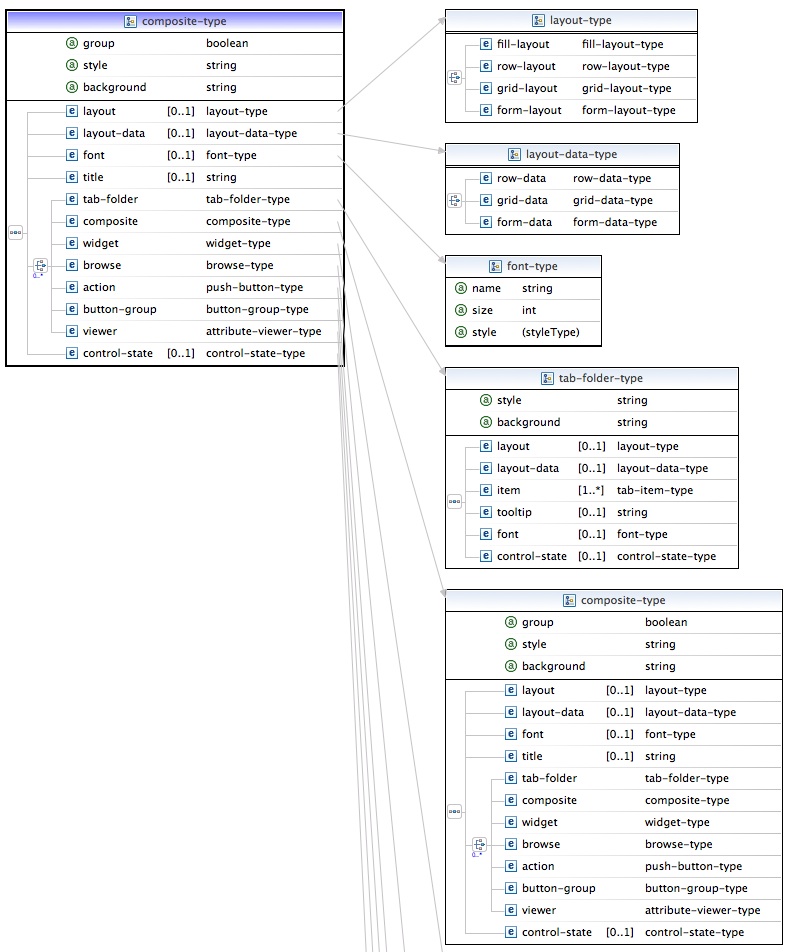 composite-type
a group boolean
a style string
a background string
e layout [0..1] layout-type
e layout-data [0..1] layout-data-type
e font [0..1] font-type
e title [0..1] string
e tab-folder tab-folder-type
e composite composite-type
e widget widget-type
e browse browse-type
0..*
e action push-button-type
e button-group button-group-type
e viewer attribute-viewer-type
e control-state [0..1] control-state-type
layout-type
e fill-layout fill-layout-type
e row-layout row-layout-type
e grid-layout grid-layout-type
e form-layout form-layout-type
layout-data-type
e row-data row-data-type
e grid-data grid-data-type
e form-data form-data-type
font-type
a name string
a size int
a style (styleType)
tab-folder-type
a style string
a background string
e layout [0..1] layout-type
e layout-data [0..1] layout-data-type
e item [1..*] tab-item-type
e tooltip [0..1] string
e font [0..1] font-type
e control-state [0..1] control-state-type
composite-type
a group boolean
a style string
a background string
e layout [0..1] layout-type
e layout-data [0..1] layout-data-type
e font [0..1] font-type
e title [0..1] string
e tab-folder tab-folder-type
e composite composite-type
e widget widget-type
e browse browse-type
0..*
e action push-button-type
e button-group button-group-type
e viewer attribute-viewer-type
e control-state [0..1] control-state-type